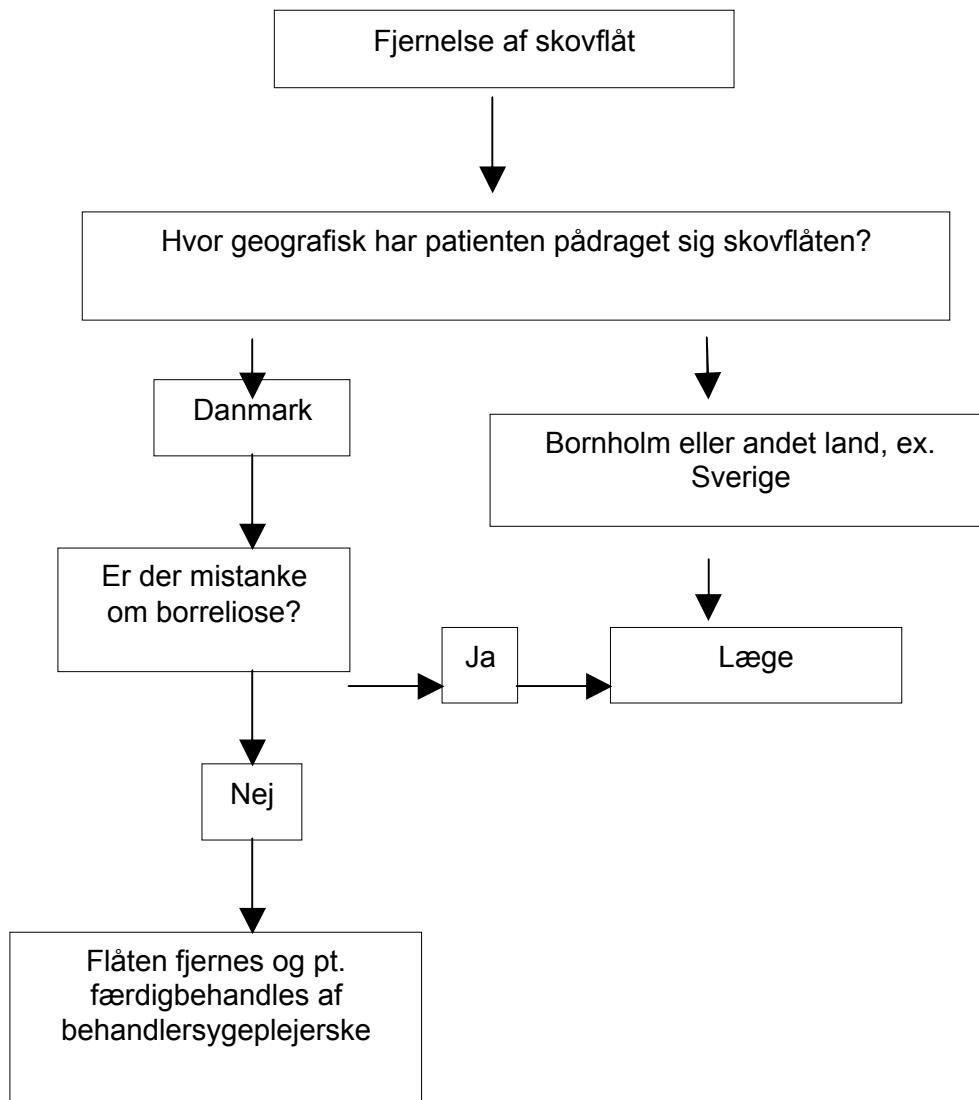 Fjernelse af skovflåt
Hvor geografisk har patienten pådraget sig skovflåten?
Danmark
Bornholm eller andet land, ex.
Sverige
Er der mistanke
om borreliose?
Ja
Læge
Nej
Flåten fjernes og pt.
færdigbehandles af
behandlersygeplejerske